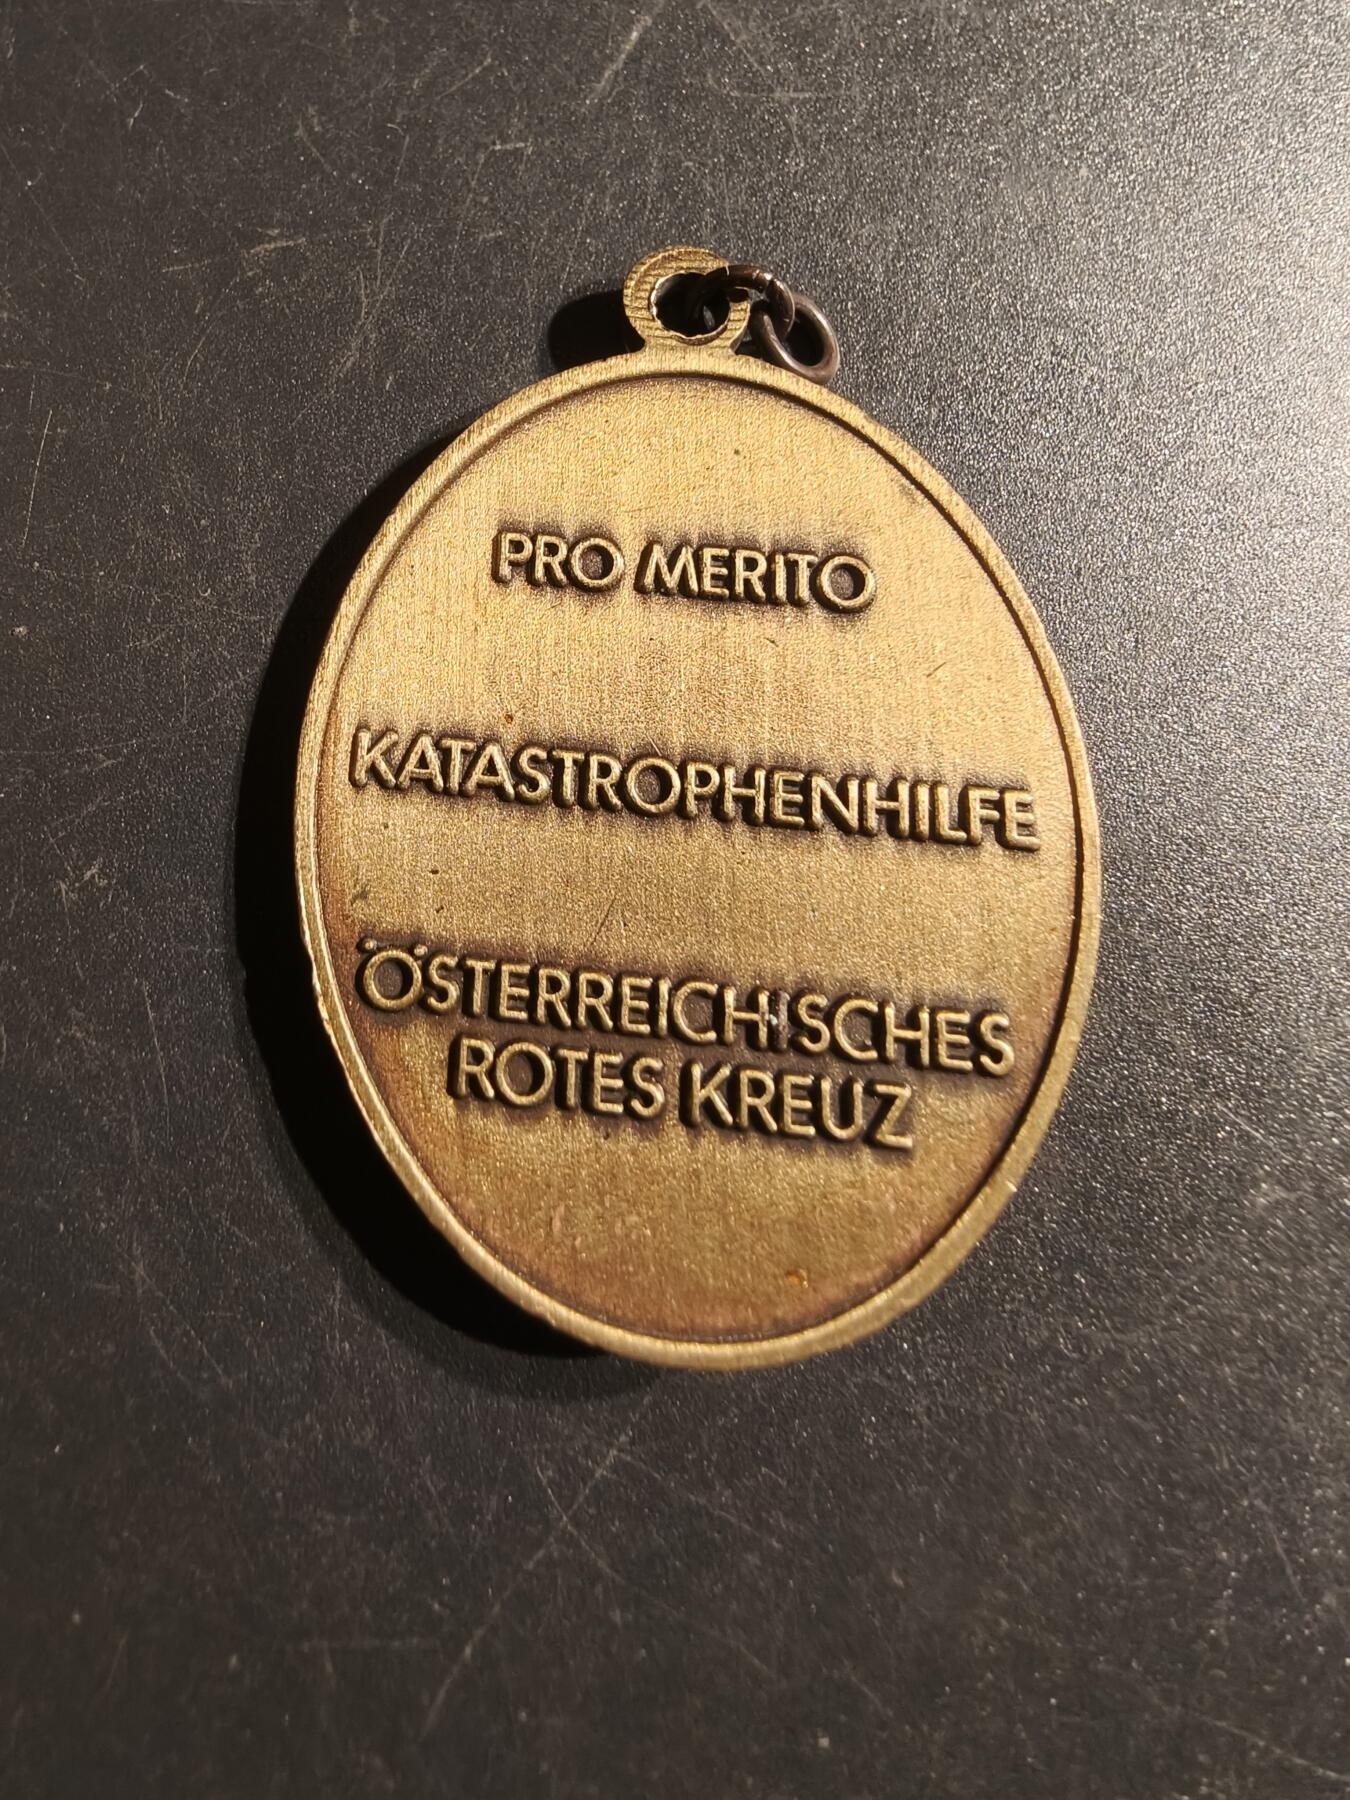 PRO MERITO
KATASTROPHENHILFE
ÖSTERREICHISCHES
ROTES KREUZ